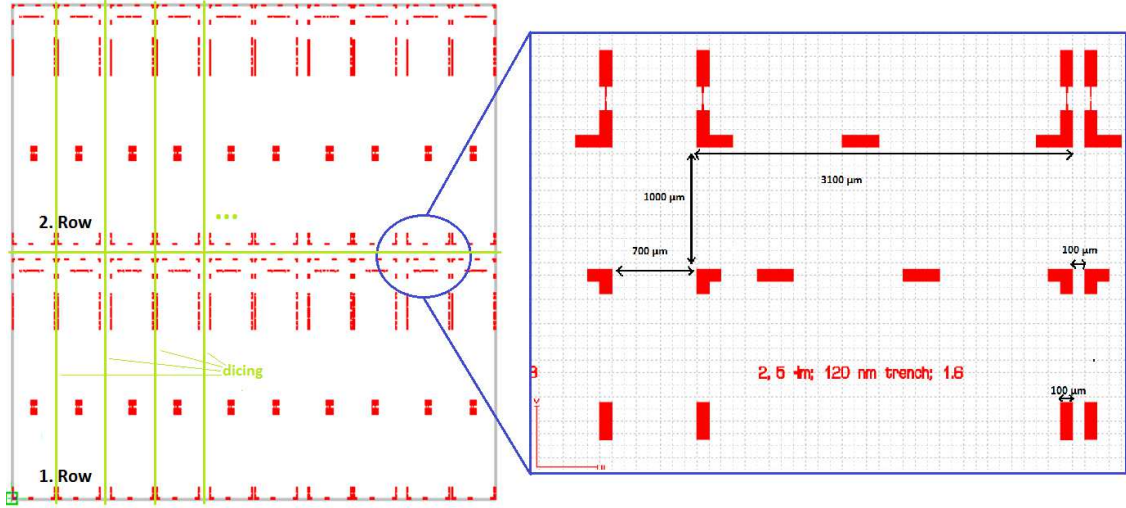 2. Row
...
dicing
1. Row
1000 µm
3100 µm
700 µm
100 µm
2, 5 4m; 120 nm trench; 1.6
100 µm